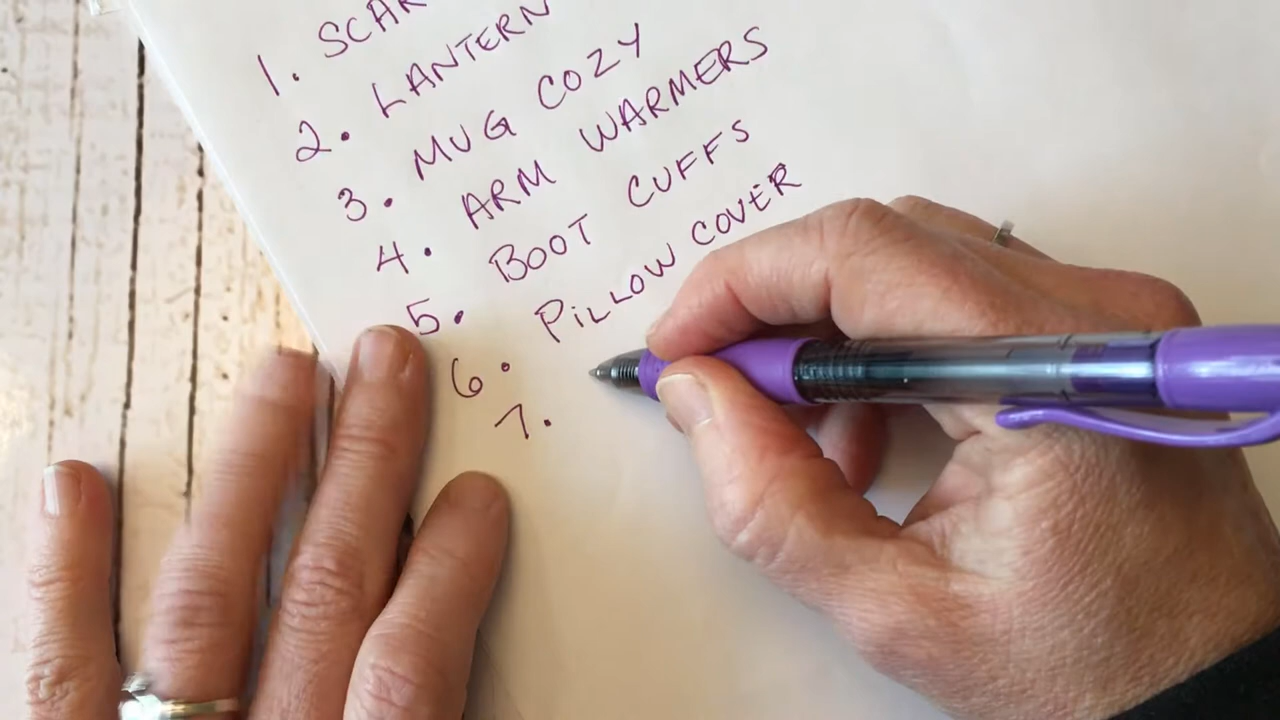 1. SCAR
2. LANTERN
3. MUG COZY
4. ARM WARMERS
5. BOOT CUFFS
6. PiLLOW COVER
7.